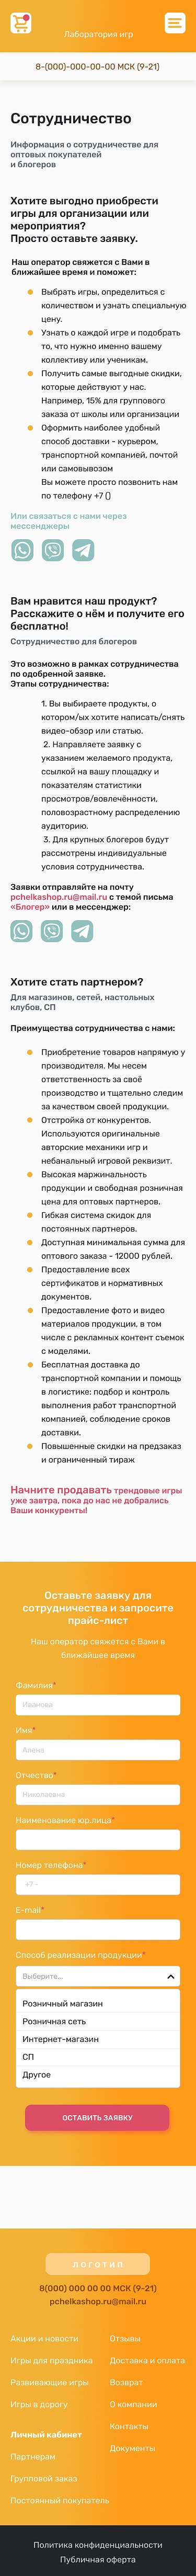 Лаборатория игр
8-(000)-000-00-00 МСК (9-21)
Сотрудничество
Информация о сотрудничестве для
оптовых покупателей
и блогеров
Хотите выгодно приобрести
игры для организации или
мероприятия?
Просто оставьте заявку.
Наш оператор свяжется с Вами в
ближайшее время и поможет:
Выбрать игры, определиться с
количеством и узнать специальную
цену.
Узнать о каждой игре и подобрать
то, что нужно именно вашему
коллективу или ученикам.
Получить самые выгодные скидки,
которые действуют у нас.
Например, 15% для группового
заказа от школы или организации
Оформить наиболее удобный
способ доставки - курьером,
транспортной компанией, почтой
или самовывозом
Вы можете просто позвонить нам
по телефону +7 ()
Или связаться с нами через
мессенджеры
Вам нравится наш продукт?
Расскажите о нём и получите его
бесплатно!
Сотрудничество для блогеров
Это возможно в рамках сотрудничества
по одобренной заявке.
Этапы сотрудничества:
1. Вы выбираете продукты, о
котором/ых хотите написать/снять
видео-обзор или статью.
2. Направляете заявку с
указанием желаемого продукта,
ссылкой на вашу площадку и
показателям статистики
просмотров/вовлечённости,
половозрастному распределению
аудиторию.
3. Для крупных блогеров будут
рассмотрены индивидуальные
условия сотрудничества.
Заявки отправляйте на почту
pchelkashop.ru@mail.ru с темой письма
«Блогер» или в мессенджер:
Хотите стать партнером?
Для магазинов, сетей, настольных
клубов, СП
Преимущества сотрудничества с нами:
Приобретение товаров напрямую у
производителя. Мы несем
ответственность за своё
производство и тщательно следим
за качеством своей продукции.
Отстройка от конкурентов.
Используются оригинальные
авторские механики игр и
небанальный игровой реквизит.
Высокая маржинальность
продукции и свободная розничная
цена для оптовых партнеров.
Гибкая система скидок для
постоянных партнеров.
Доступная минимальная сумма для
оптового заказа - 12000 рублей.
Предоставление всех
сертификатов и нормативных
документов.
Предоставление фото и видео
материалов продукции, в том
числе с рекламных контент съемок
с моделями.
Бесплатная доставка до
транспортной компании и помощь
в логистике: подбор и контроль
выполнения работ транспортной
компанией, соблюдение сроков
доставки.
Повышенные скидки на предзаказ
и ограниченный тираж
Начните продавать трендовые игры
уже завтра, пока до нас не добрались
Ваши конкуренты!
Оставьте заявку для
сотрудничества и запросите
прайс-лист
Наш оператор свяжется с Вами в
ближайшее время
Фамилия*
Иванова
Имя*
Алена
Отчество*
Николаевна
Наименование юр.лица*
Номер телефона*
+7 -
E-mail*
Способ реализации продукции*
Выберите...
Розничный магазин
Розничная сеть
Интернет-магазин
СП
Другое
ОСТАВИТЬ ЗАЯВКУ
ЛОГОТИП
8(000) 000 00 00 МСК (9-21)
pchelkashop.ru@mail.ru
Акции и новости
Игры для праздника
Развивающие игры
Игры в дорогу
Личный кабинет
Партнерам
Групповой заказ
Постоянный покупатель
Отзывы
Доставка и оплата
Возврат
О компании
Контакты
Документы
Политика конфиденциальности
Публичная оферта